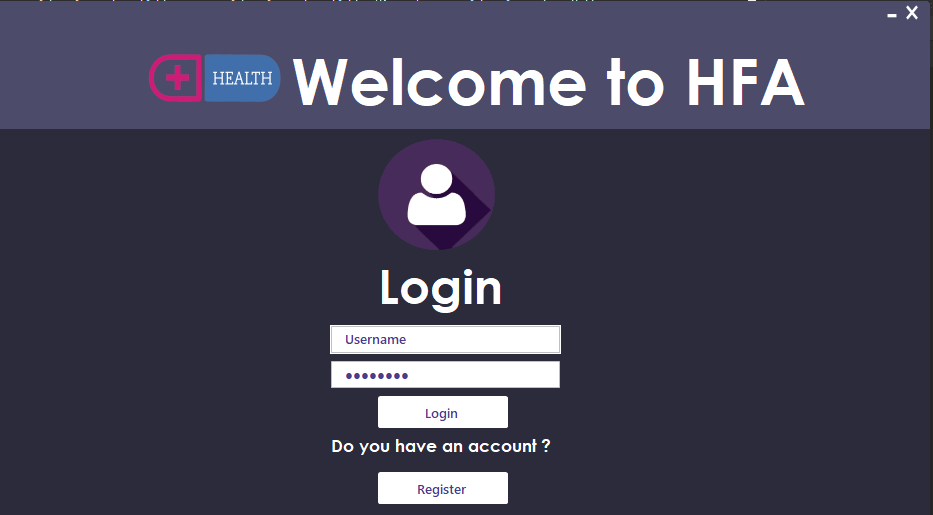 HEALTH Welcome to HFA
Login
Username
••••••••
Login
Do you have an account ?
Register